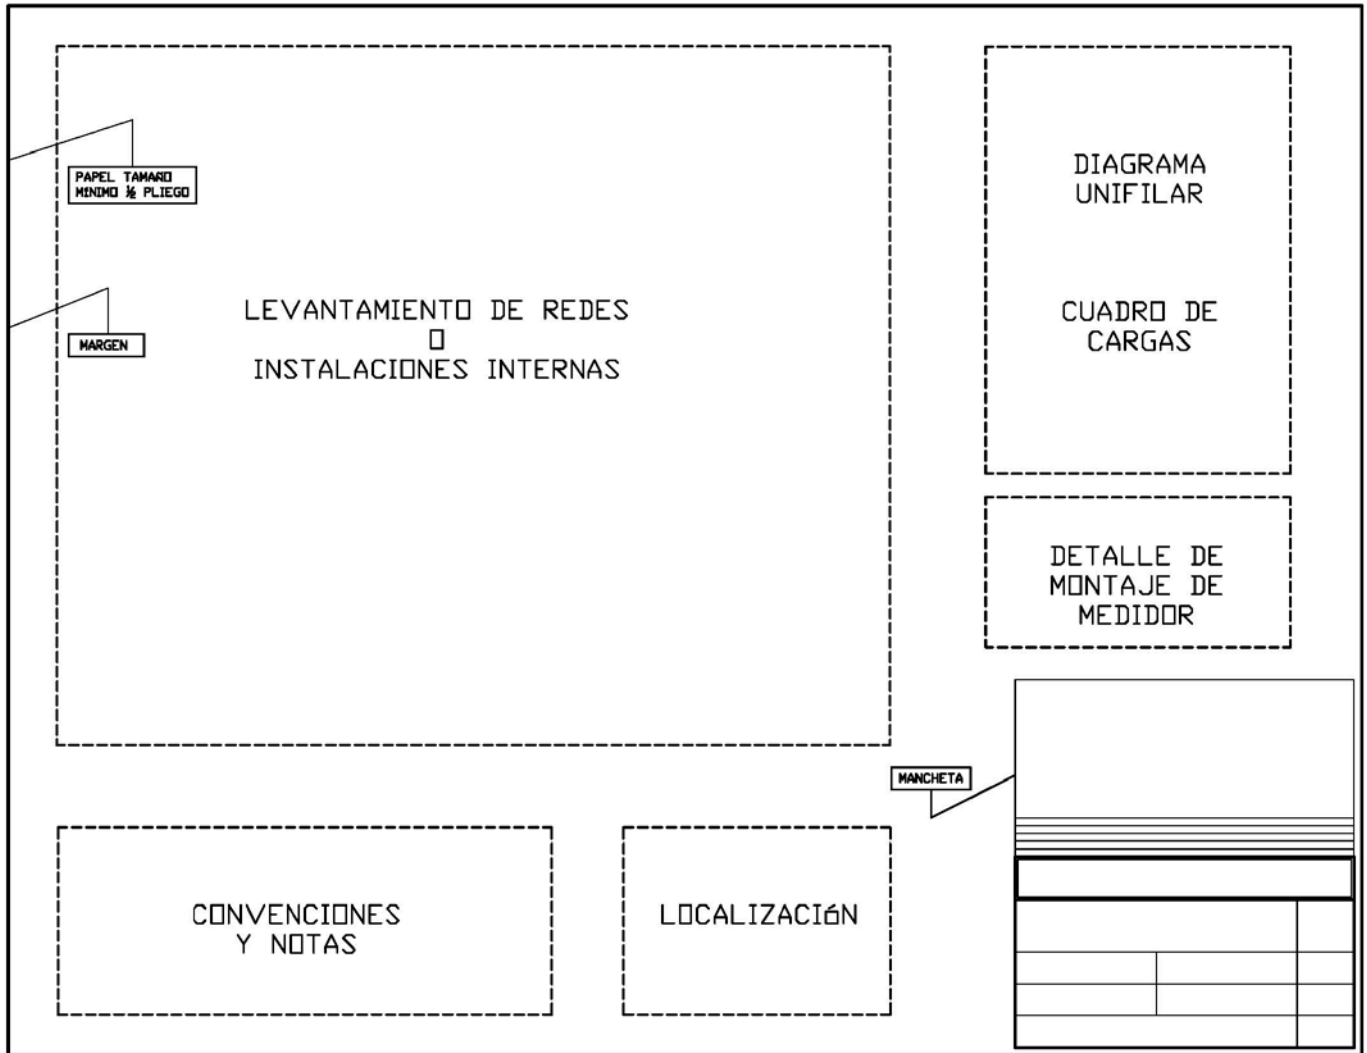 PAPEL TAMAÑO
MINIMO ½ PLIEGO
MARGEN
LEVANTAMIENTO DE REDES
O
INSTALACIONES INTERNAS
DIAGRAMA
UNIFILAR
CUADRO DE
CARGAS
DETALLE DE
MONTAJE DE
MEDIDOR
MANCHETA
CONVENCIONES
Y NOTAS
LOCALIZACIóN